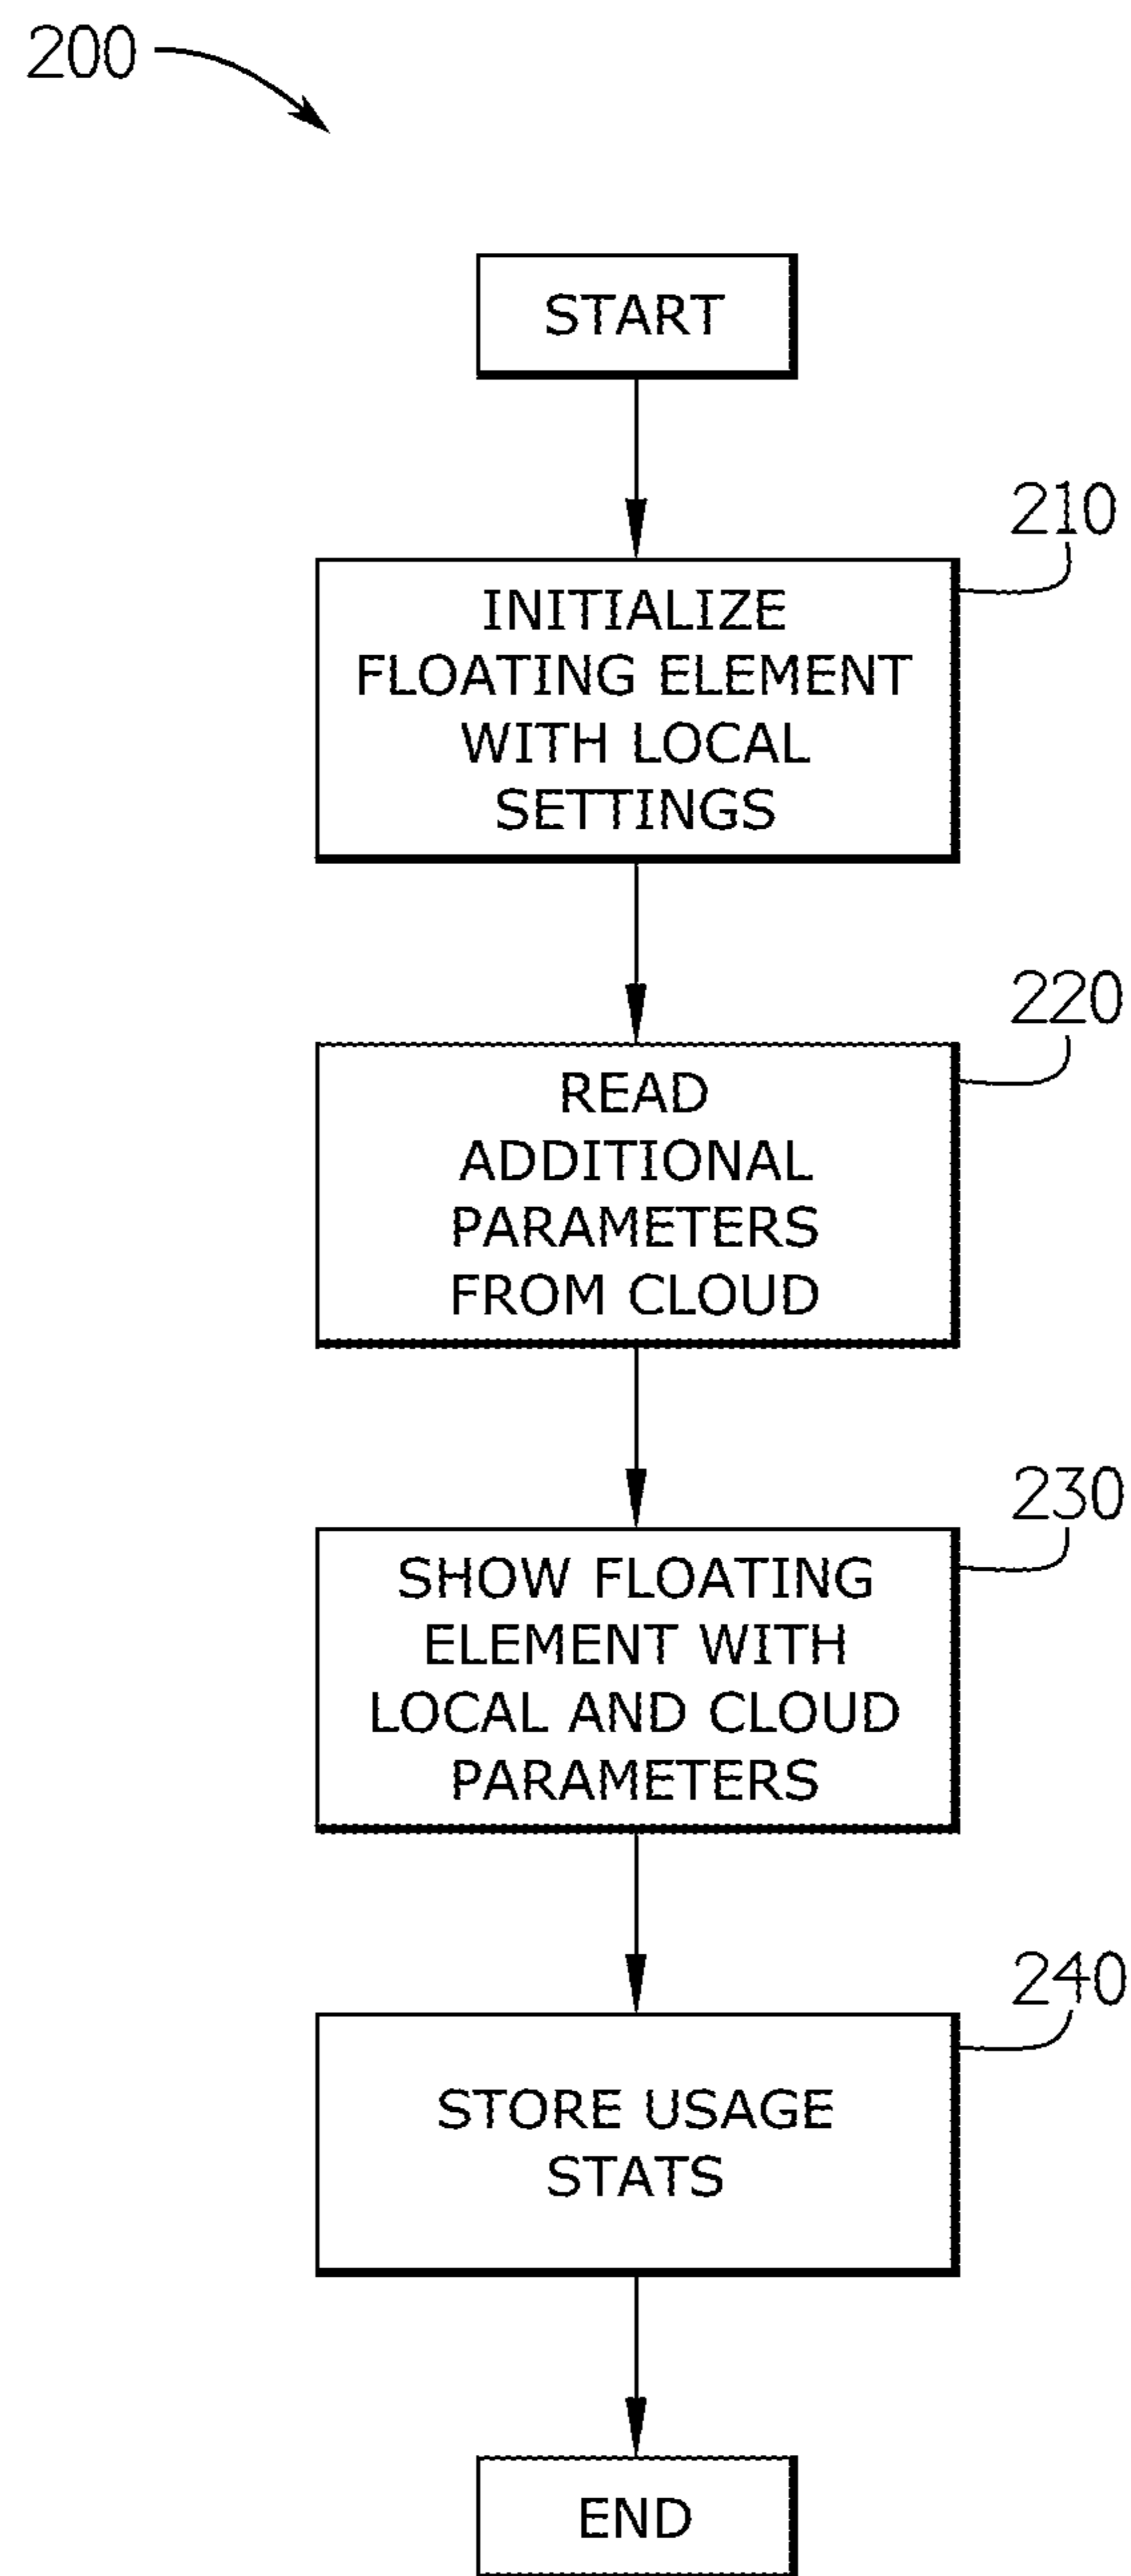 200
START
210
INITIALIZE
FLOATING ELEMENT
WITH LOCAL
SETTINGS
220
READ
ADDITIONAL
PARAMETERS
FROM CLOUD
230
SHOW FLOATING
ELEMENT WITH
LOCAL AND CLOUD
PARAMETERS
240
STORE USAGE
STATS
END